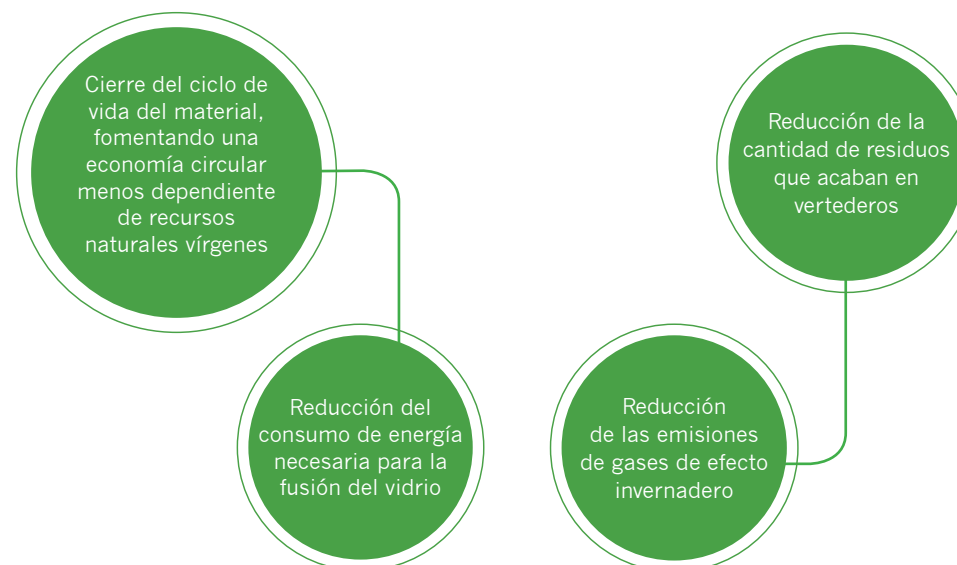 Cierre del ciclo de
vida del material,
fomentando una
economía circular
menos dependiente
de recursos
naturales vírgenes
Reducción de la
cantidad de residuos
que acaban en
vertederos
Reducción del
consumo de energía
necesaria para la
fusión del vidrio
Reducción
de las emisiones
de gases de efecto
invernadero